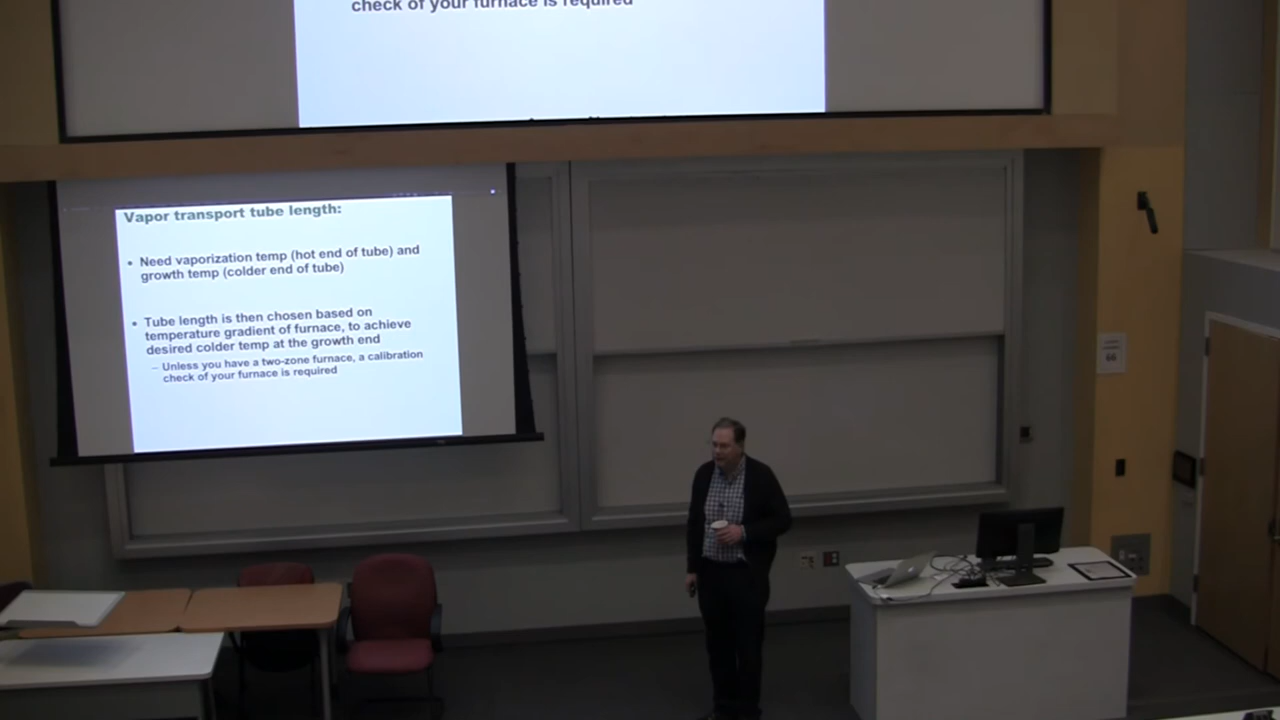 check of your furnace is required
Vapor transport tube length:
• Need vaporization temp (hot end of tube) and
growth temp (colder end of tube)
• Tube length is then chosen based on
temperature gradient of furnace, to achieve
desired colder temp at the growth end
– Unless you have a two-zone furnace, a calibration
check of your furnace is required
66